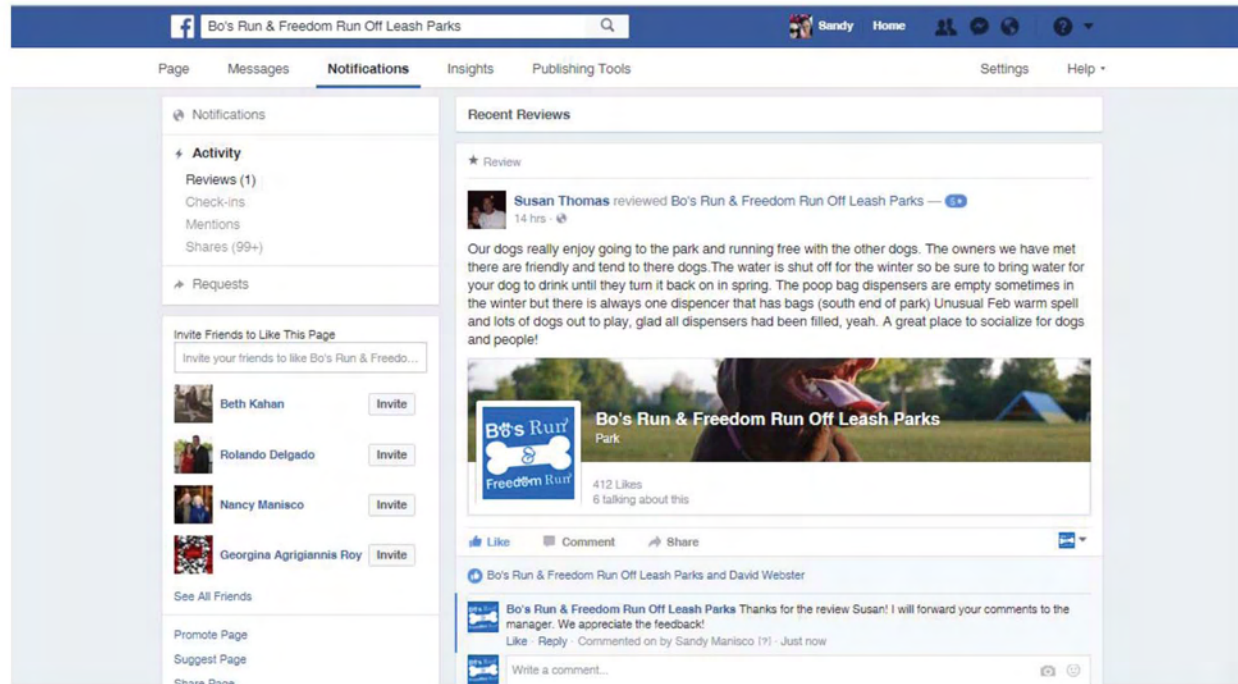 Bo's Run & Freedom Run Off Leash Parks
Sandy Home
Page Messages Notifications Insights Publishing Tools Settings Help
Notifications
Activity
Reviews (1)
Check-ins
Mentions
Shares (99+)
Requests
Invite Friends to Like This Page
Invite your friends to like Bo's Run & Freedo...
Beth Kahan Invite
Rolando Delgado Invite
Nancy Manisco Invite
Georgina Agrigiannis Roy Invite
See All Friends
Promote Page
Suggest Page
Share Page
Recent Reviews
Review
Susan Thomas reviewed Bo's Run & Freedom Run Off Leash Parks — 5★
14 hrs ·
Our dogs really enjoy going to the park and running free with the other dogs. The owners we have met
there are friendly and tend to there dogs.The water is shut off for the winter so be sure to bring water for
your dog to drink until they turn it back on in spring. The poop bag dispensers are empty sometimes in
the winter but there is always one dispencer that has bags (south end of park) Unusual Feb warm spell
and lots of dogs out to play, glad all dispensers had been filled, yeah. A great place to socialize for dogs
and people!
Bo's Run
&
Freedom Run
Bo's Run & Freedom Run Off Leash Parks
Park
412 Likes
6 talking about this
Like Comment Share
Bo's Run & Freedom Run Off Leash Parks and David Webster
Bo's Run & Freedom Run Off Leash Parks Thanks for the review Susan! I will forward your comments to the
manager. We appreciate the feedback!
Like · Reply · Commented on by Sandy Manisco [?] · Just now
Write a comment...